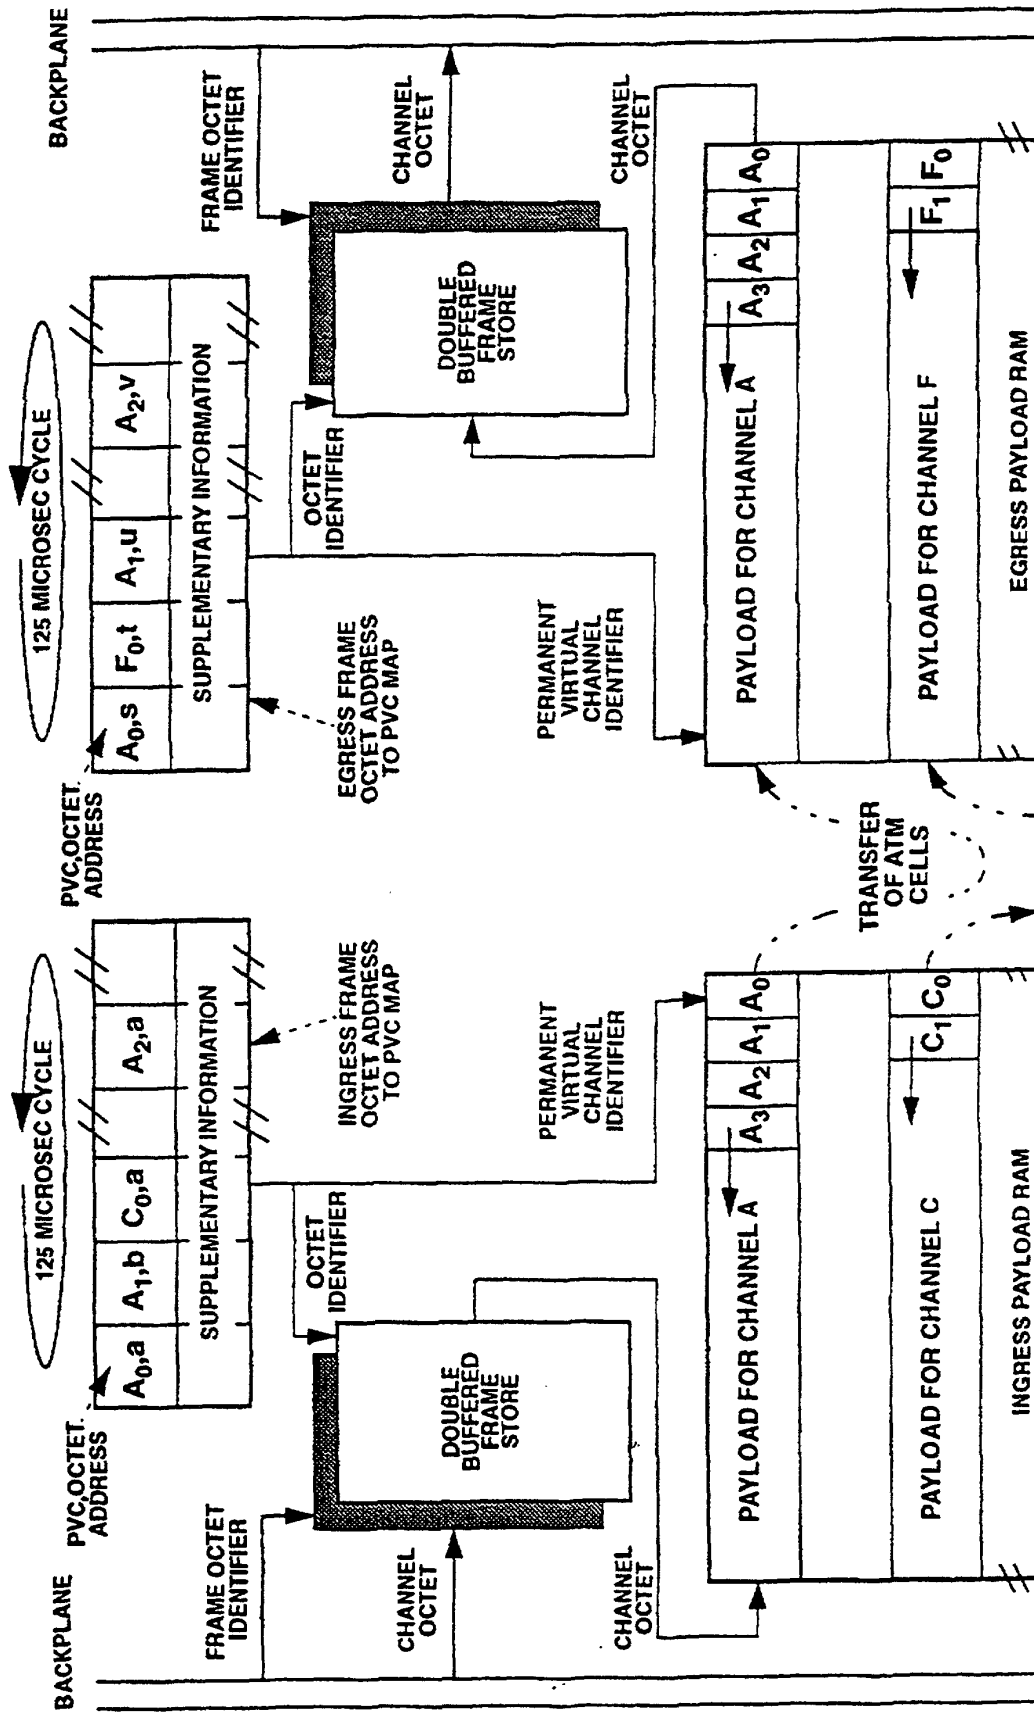 BACKPLANE
125 MICROSEC CYCLE
PVC,OCTET.
ADDRESS
A0,a A1,b C0,a A2,a
SUPPLEMENTARY INFORMATION
INGRESS FRAME
OCTET ADDRESS
TO PVC MAP
FRAME OCTET
IDENTIFIER
CHANNEL
OCTET
DOUBLE
BUFFERED
FRAME
STORE
OCTET
IDENTIFIER
CHANNEL
OCTET
PERMANENT
VIRTUAL
CHANNEL
IDENTIFIER
PAYLOAD FOR CHANNEL A A3 A2 A1 A0
PAYLOAD FOR CHANNEL C C1 C0
INGRESS PAYLOAD RAM
TRANSFER
OF ATM
CELLS
125 MICROSEC CYCLE
PVC,OCTET.
ADDRESS
A0,s F0,t A1,u A2,v
SUPPLEMENTARY INFORMATION
EGRESS FRAME
OCTET ADDRESS
TO PVC MAP
OCTET
IDENTIFIER
DOUBLE
BUFFERED
FRAME
STORE
FRAME OCTET
IDENTIFIER
CHANNEL
OCTET
BACKPLANE
CHANNEL
OCTET
PERMANENT
VIRTUAL
CHANNEL
IDENTIFIER
PAYLOAD FOR CHANNEL A A3 A2 A1 A0
PAYLOAD FOR CHANNEL F F1 F0
EGRESS PAYLOAD RAM